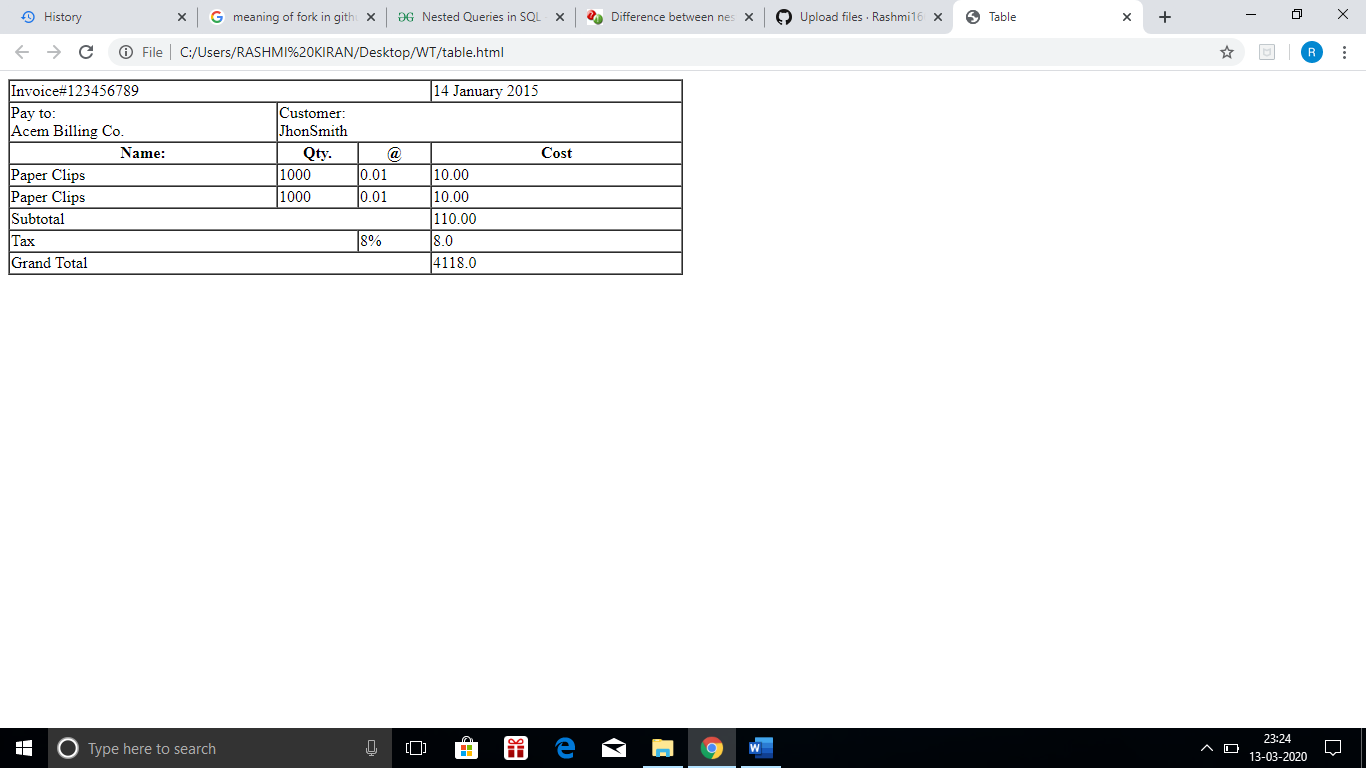 History
meaning of fork in gith
Nested Queries in SQL
Difference between nes
Upload files · Rashmi16
Table
File
C:/Users/RASHMI%20KIRAN/Desktop/WT/table.html
R
Invoice#123456789 14 January 2015
Pay to: Customer:
Acem Billing Co. JhonSmith
Name: Qty. @ Cost
Paper Clips 1000 0.01 10.00
Paper Clips 1000 0.01 10.00
Subtotal 110.00
Tax 8% 8.0
Grand Total 4118.0
Type here to search
23:24
13-03-2020